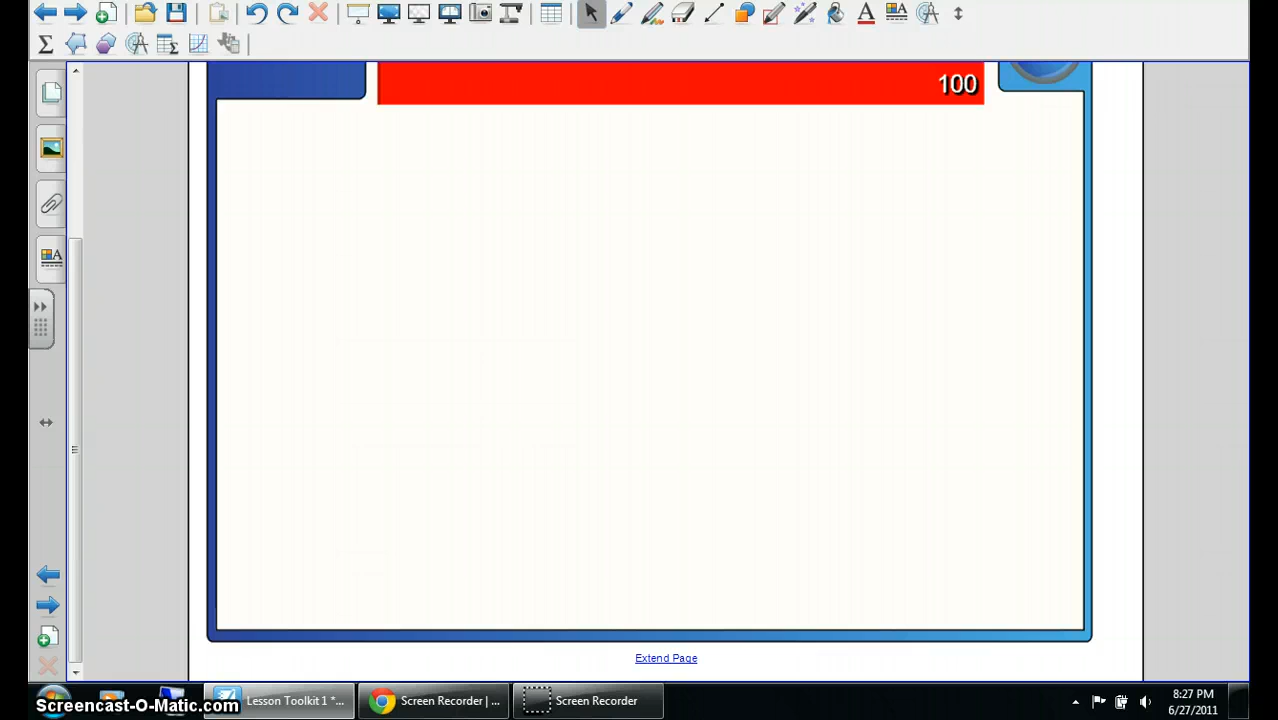 100
Extend Page
Lesson Toolkit 1 *...
Screen Recorder | ...
Screen Recorder
8:27 PM
6/27/2011
Screencast-O-Matic.com